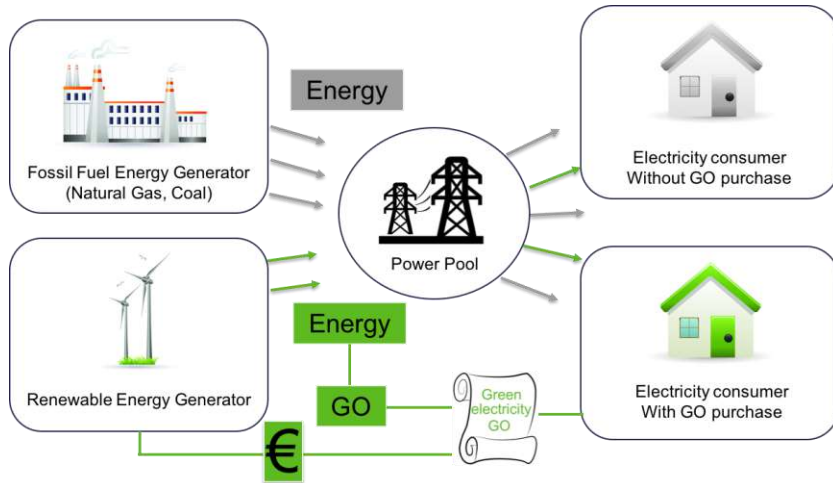 Energy
Fossil Fuel Energy Generator
(Natural Gas, Coal)
Electricity consumer
Without GO purchase
Power Pool
Energy
Renewable Energy Generator
GO
Green
electricity
GO
Electricity consumer
With GO purchase
€